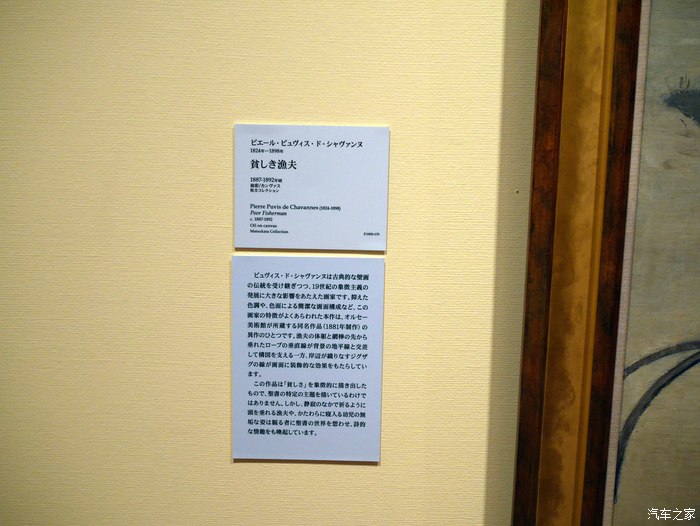 ピエール・ピュヴィス・ド・シャヴァンヌ
1824年－1898年
貧しき漁夫
1887-1892年頃
油彩/カンヴァス
松方コレクション
Pierre Puvis de Chavannes (1824-1898)
Poor Fisherman
c. 1887-1892
Oil on canvas
Matsukata Collection
P.1959-175
ピュヴィス・ド・シャヴァンヌは古典的な壁画
の伝統を受け継ぎつつ、19世紀の象徴主義の
発展に大きな影響をあたえた画家です。抑えた
色調や、色面による簡潔な画面構成など、この
画家の特徴がよくあらわれた本作は、オルセー
美術館が所蔵する同名作品(1881年制作)の
異作のひとつです。漁夫の体躯と網棒の先から
垂れたロープの垂直線が背景の地平線と交差
して構図を支える一方、岸辺が織りなすジグザ
グの線が画面に装飾的な効果をもたらしてい
ます。
この作品は「貧しさ」を象徴的に描き出した
もので、聖書の特定の主題を描いているわけで
はありません。しかし、静寂のなかで祈るように
頭を垂れる漁夫や、かたわらに寝入る幼児の無
垢な姿は観る者に聖書の世界を想わせ、詩的
な情趣をも喚起しています。
汽车之家